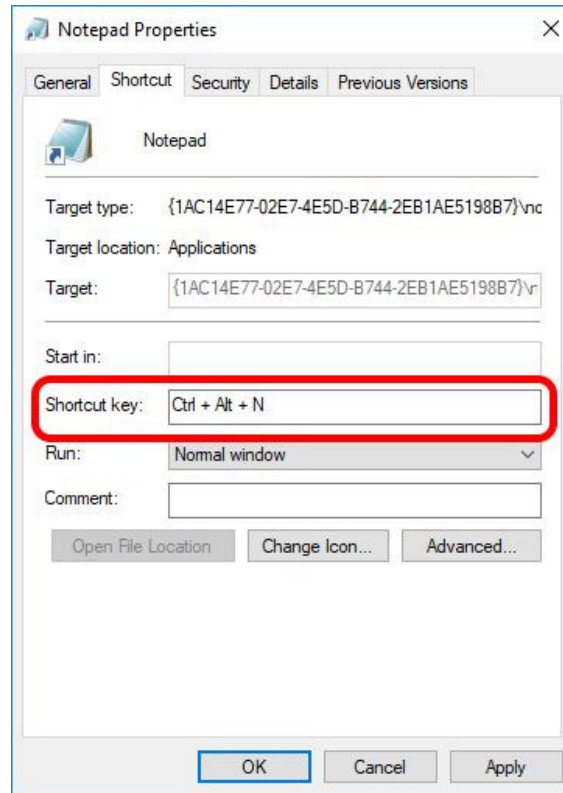 Notepad Properties
General Shortcut Security Details Previous Versions
Notepad
Target type: {1AC14E77-02E7-4E5D-B744-2EB1AE5198B7}\no
Target location: Applications
Target: {1AC14E77-02E7-4E5D-B744-2EB1AE5198B7}\r
Start in:
Shortcut key: Ctrl + Alt + N
Run: Normal window
Comment:
Open File Location Change Icon... Advanced...
OK Cancel Apply